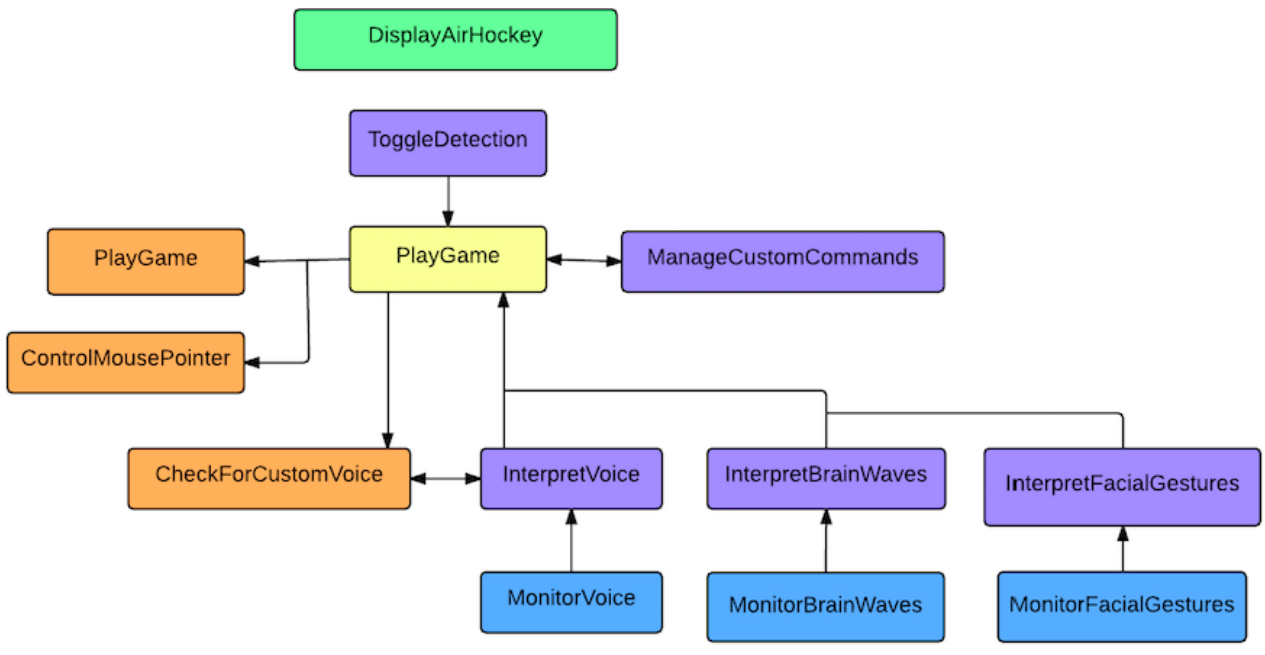 DisplayAirHockey
ToggleDetection
PlayGame
PlayGame
ManageCustomCommands
ControlMousePointer
CheckForCustomVoice
InterpretVoice
InterpretBrainWaves
InterpretFacialGestures
MonitorVoice
MonitorBrainWaves
MonitorFacialGestures